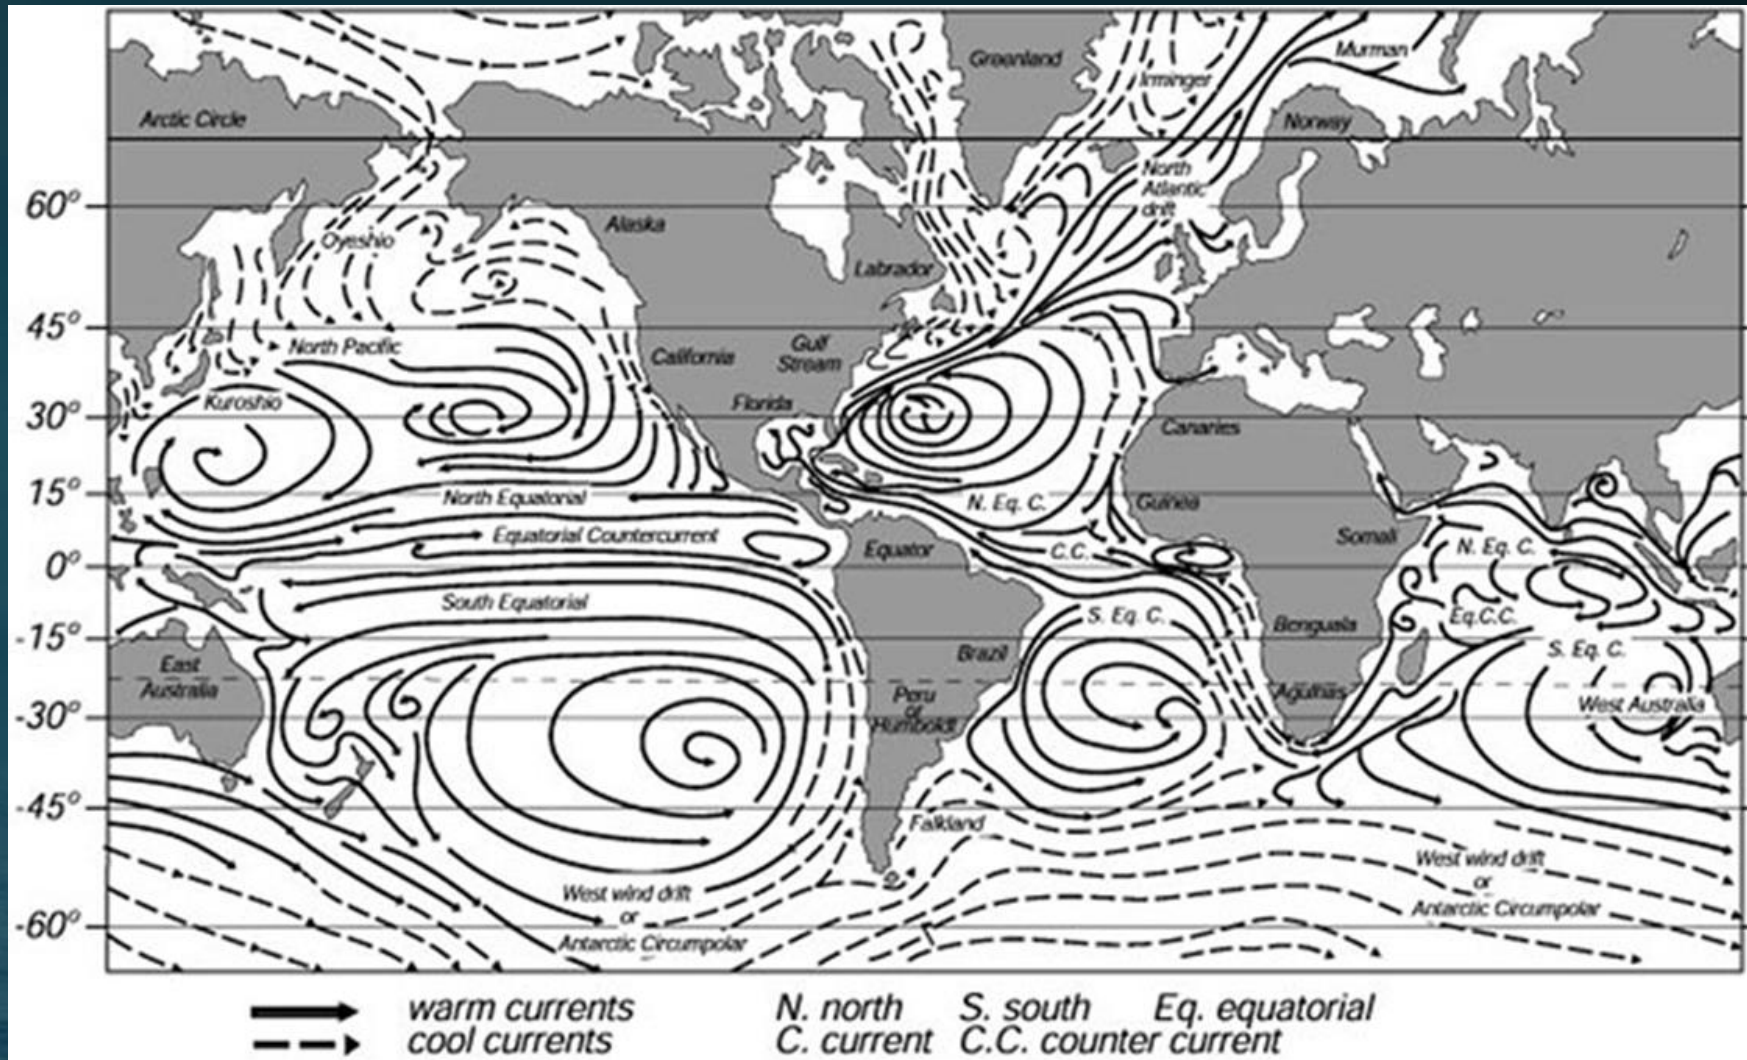 Greenland
Murman
Irminger
Arctic Circle
Norway
North
Atlantic
drift
60°
Alaska
Oyeshio
Labrador
45°
North Pacific
Gulf
Stream
California
30°
Kuroshio
Florida
Canaries
15°
North Equatorial
N. Eq. C.
Guinea
Equatorial Countercurrent
Equator
C.C.
Somali
N. Eq. C.
0°
South Equatorial
S. Eq. C.
Eq.C.C.
-15°
Benguala
S. Eq. C.
East
Australia
Brazil
Peru
or
Humboldt
Agulhas
West Australia
-30°
-45°
Falkland
West wind drift
or
Antarctic Circumpolar
West wind drift
or
Antarctic Circumpolar
-60°
warm currents
N. north S. south Eq. equatorial
cool currents
C. current C.C. counter current